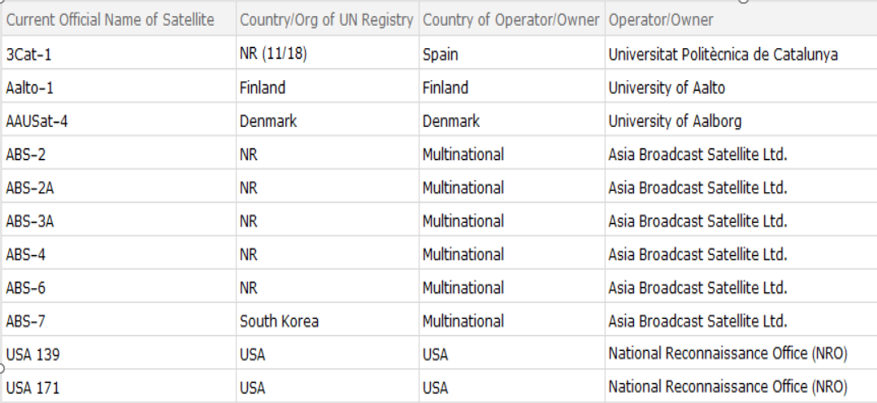 Current Official Name of Satellite Country/Org of UN Registry Country of Operator/Owner Operator/Owner
3Cat-1 NR (11/18) Spain Universitat Politècnica de Catalunya
Aalto-1 Finland Finland University of Aalto
AAUSat-4 Denmark Denmark University of Aalborg
ABS-2 NR Multinational Asia Broadcast Satellite Ltd.
ABS-2A NR Multinational Asia Broadcast Satellite Ltd.
ABS-3A NR Multinational Asia Broadcast Satellite Ltd.
ABS-4 NR Multinational Asia Broadcast Satellite Ltd.
ABS-6 NR Multinational Asia Broadcast Satellite Ltd.
ABS-7 South Korea Multinational Asia Broadcast Satellite Ltd.
USA 139 USA USA National Reconnaissance Office (NRO)
USA 171 USA USA National Reconnaissance Office (NRO)